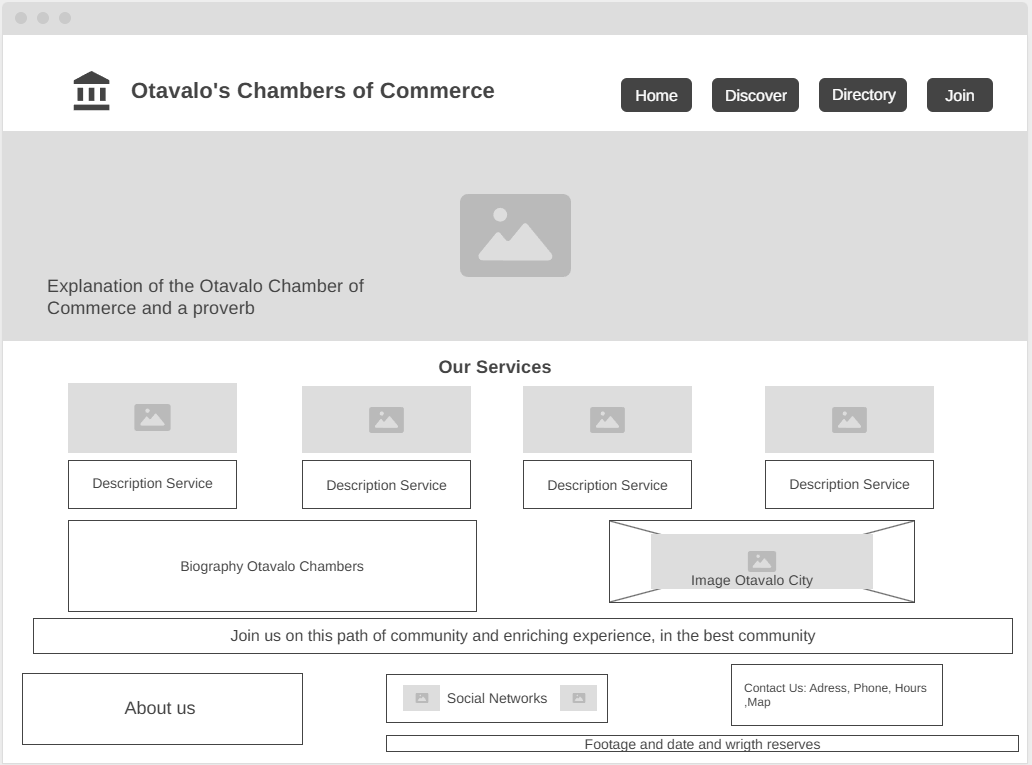 Otavalo's Chambers of Commerce
Home
Discover
Directory
Join
Explanation of the Otavalo Chamber of
Commerce and a proverb
Our Services
Description Service
Description Service
Description Service
Description Service
Biography Otavalo Chambers
Image Otavalo City
Join us on this path of community and enriching experience, in the best community
About us
Social Networks
Contact Us: Adress, Phone, Hours
,Map
Footage and date and wrigth reserves